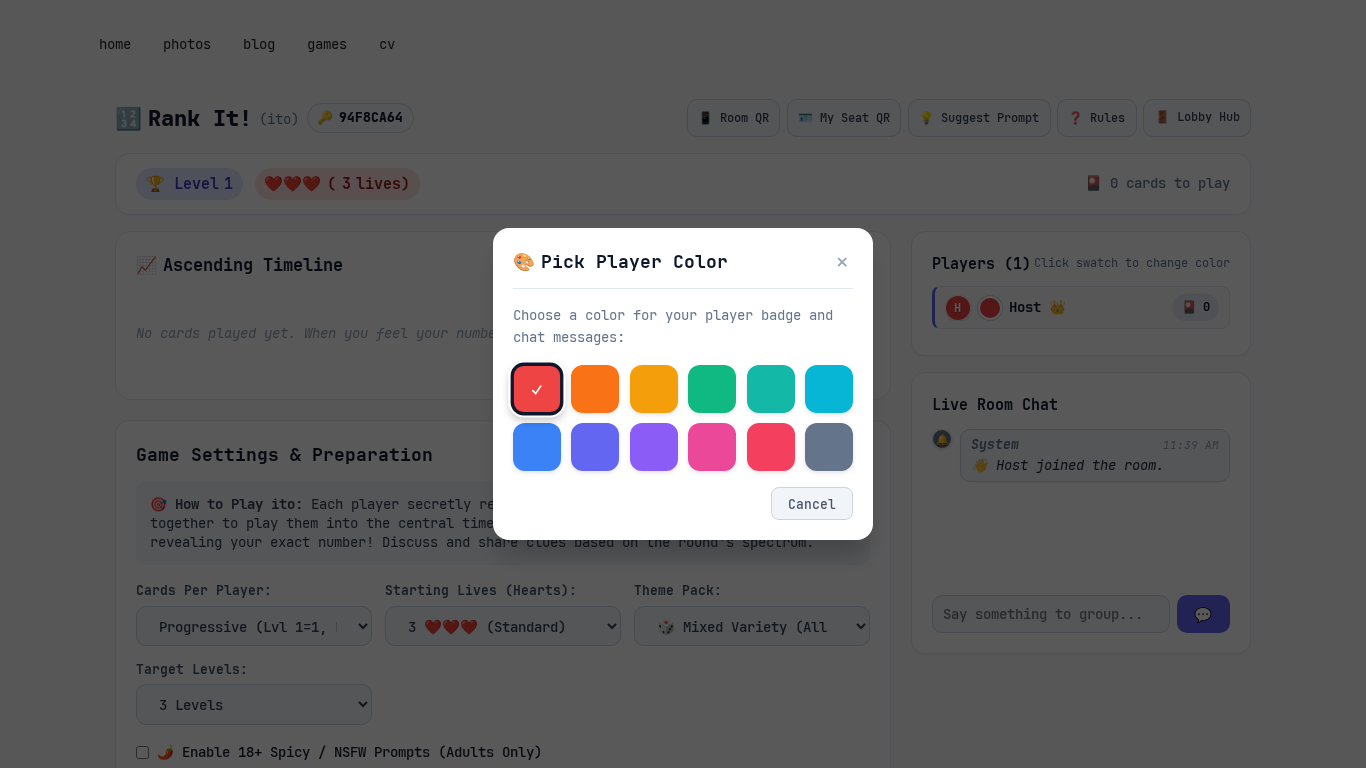 home photos blog games cv
Rank It! (ito) 94F8CA64
Room QR My Seat QR Suggest Prompt Rules Lobby Hub
Level 1 ( 3 lives) 0 cards to play
Ascending Timeline
No cards played yet. When you feel your numbe
Players (1) Click swatch to change color
H Host 0
Pick Player Color ×
Choose a color for your player badge and
chat messages:
Cancel
Live Room Chat
System 11:39 AM
👋 Host joined the room.
Say something to group...
Game Settings & Preparation
How to Play ito: Each player secretly re
together to play them into the central time
revealing your exact number! Discuss and share clues based on the round's spectrum.
Cards Per Player: Starting Lives (Hearts): Theme Pack:
Progressive (Lvl 1=1, 3 ❤️❤️❤️ (Standard) Mixed Variety (All
Target Levels:
3 Levels
Enable 18+ Spicy / NSFW Prompts (Adults Only)